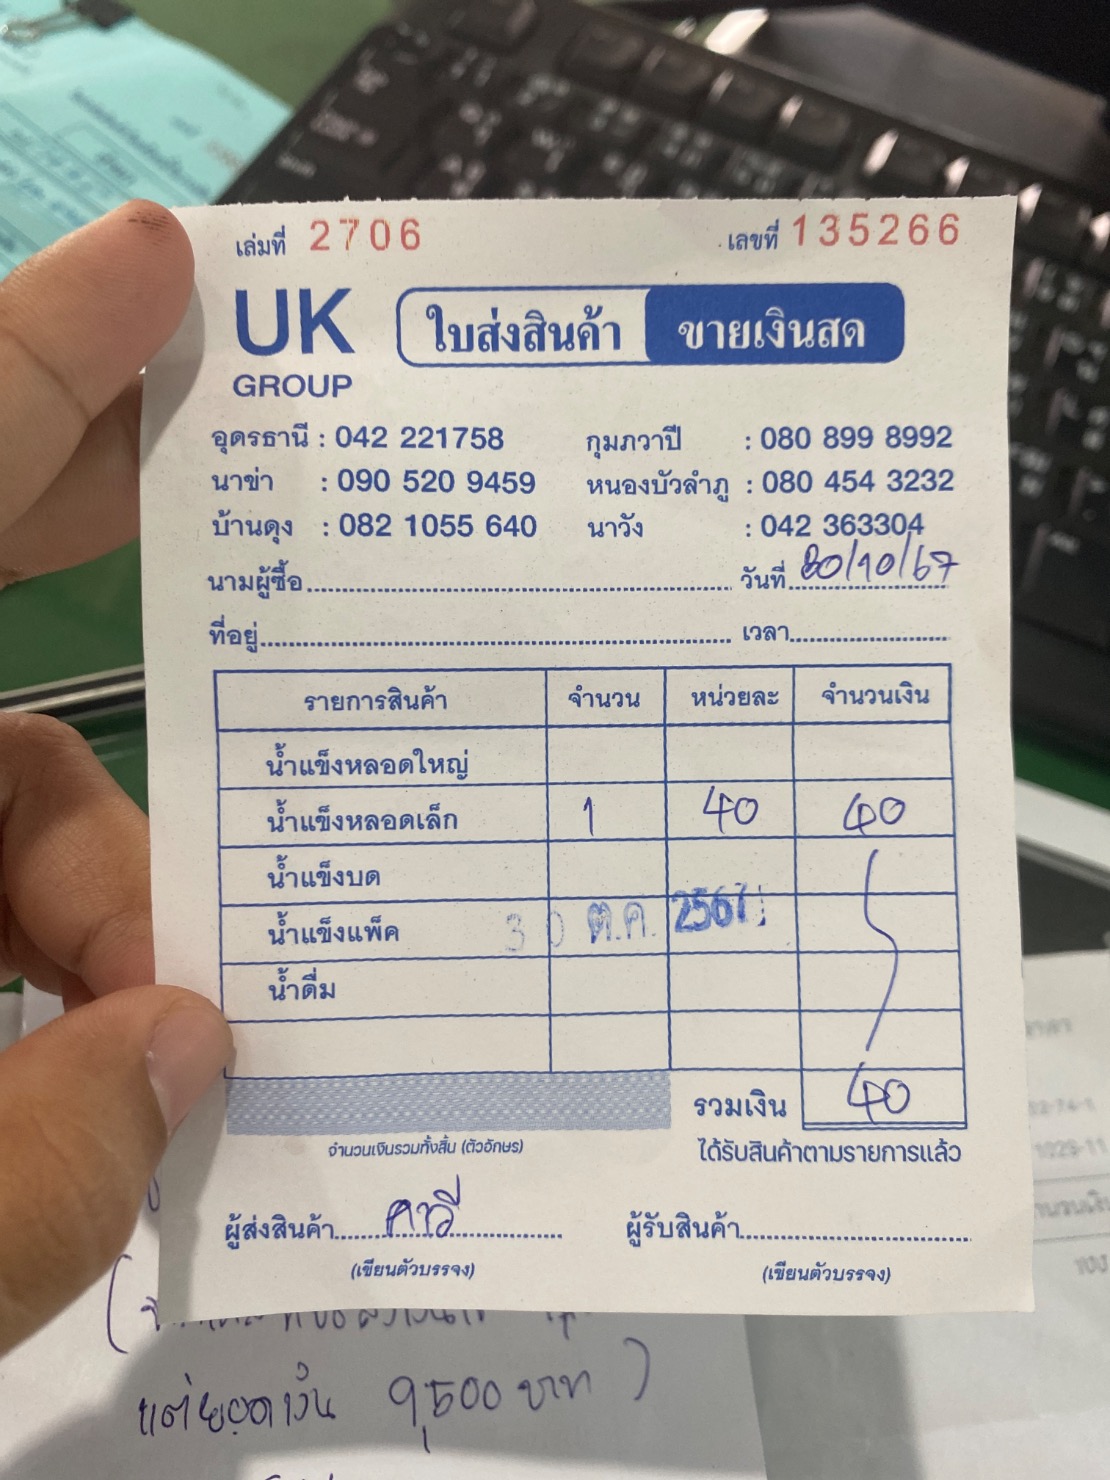 เล่มที่ 2706 เลขที่ 135266
UK GROUP
ใบส่งสินค้า ขายเงินสด
อุดรธานี : 042 221758 กุมภวาปี : 080 899 8992
นาข่า : 090 520 9459 หนองบัวลำภู : 080 454 3232
บ้านดุง : 082 1055 640 นาวัง : 042 363304
นามผู้ซื้อ วันที่ 30/10/67
ที่อยู่ เวลา
รายการสินค้า จำนวน หน่วยละ จำนวนเงิน
น้ำแข็งหลอดใหญ่
น้ำแข็งหลอดเล็ก 1 40 40
น้ำแข็งบด
น้ำแข็งแพ็ค 30 ต.ค. 2567
น้ำดื่ม
รวมเงิน 40
จำนวนเงินรวมทั้งสิ้น (ตัวอักษร) ได้รับสินค้าตามรายการแล้ว
ผู้ส่งสินค้า ผู้รับสินค้า
(เขียนตัวบรรจง) (เขียนตัวบรรจง)
แต่ยอดเงิน 9,500 บาท )